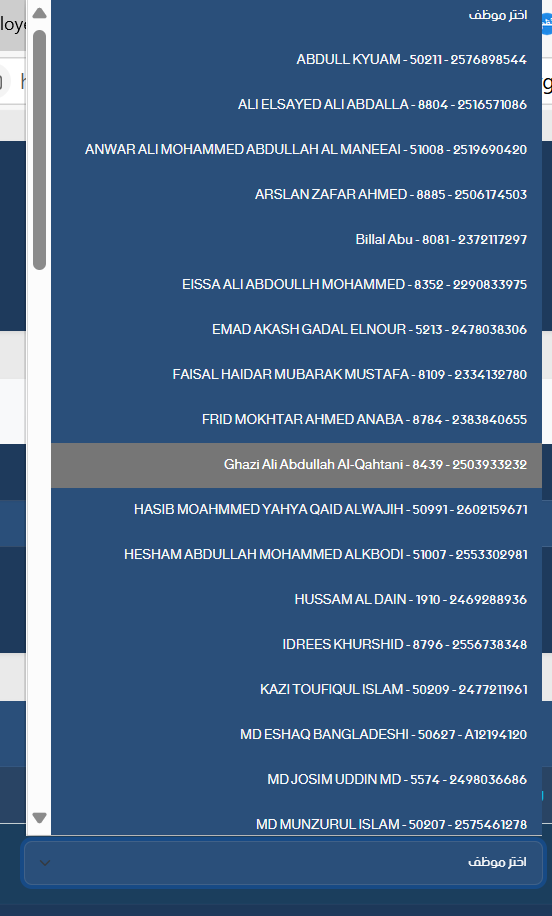 اختر موظف
ABDULL KYUAM - 50211 - 2576898544
ALI ELSAYED ALI ABDALLA - 8804 - 2516571086
ANWAR ALI MOHAMMED ABDULLAH AL MANEEAI - 51008 - 2519690420
ARSLAN ZAFAR AHMED - 8885 - 2506174503
Billal Abu - 8081 - 2372117297
EISSA ALI ABDOULLH MOHAMMED - 8352 - 2290833975
EMAD AKASH GADAL ELNOUR - 5213 - 2478038306
FAISAL HAIDAR MUBARAK MUSTAFA - 8109 - 2334132780
FRID MOKHTAR AHMED ANABA - 8784 - 2383840655
Ghazi Ali Abdullah Al-Qahtani - 8439 - 2503933232
HASIB MOAHMMED YAHYA QAID ALWAJIH - 50991 - 2602159671
HESHAM ABDULLAH MOHAMMED ALKBODI - 51007 - 2553302981
HUSSAM AL DAIN - 1910 - 2469288936
IDREES KHURSHID - 8796 - 2556738348
KAZI TOUFIQUL ISLAM - 50209 - 2477211961
MD ESHAQ BANGLADESHI - 50627 - A12194120
MD JOSIM UDDIN MD - 5574 - 2498036686
MD MUNZURUL ISLAM - 50207 - 2575461278
اختر موظف